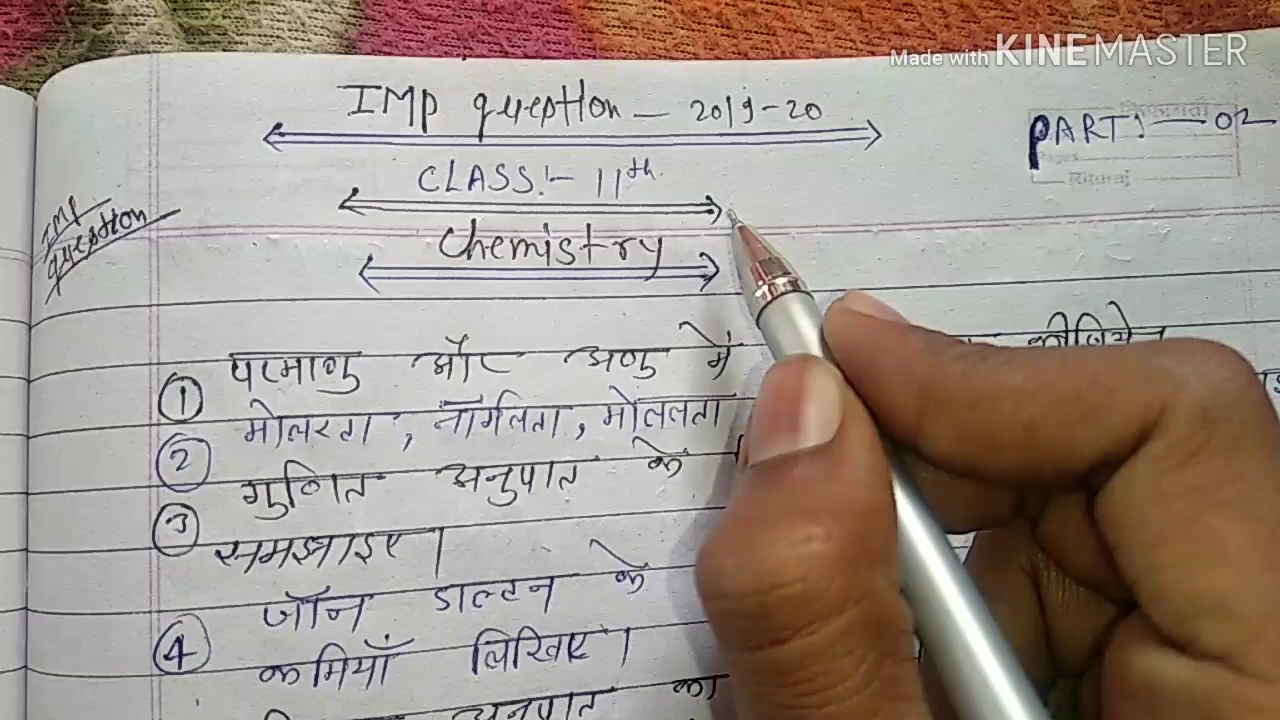 Made with KINEMASTER
IMP question — 2019-20
PART — 02
CLASS:- 11th
IMP question
Chemistry
① परमाणु और अणु में कीजिये
② मोलरता, नॉर्मलता, मोललता
③ गुणित अनुपात के
समझाइए।
④ जॉन डाल्टन के
कमियाँ लिखिए।
अनुपात का